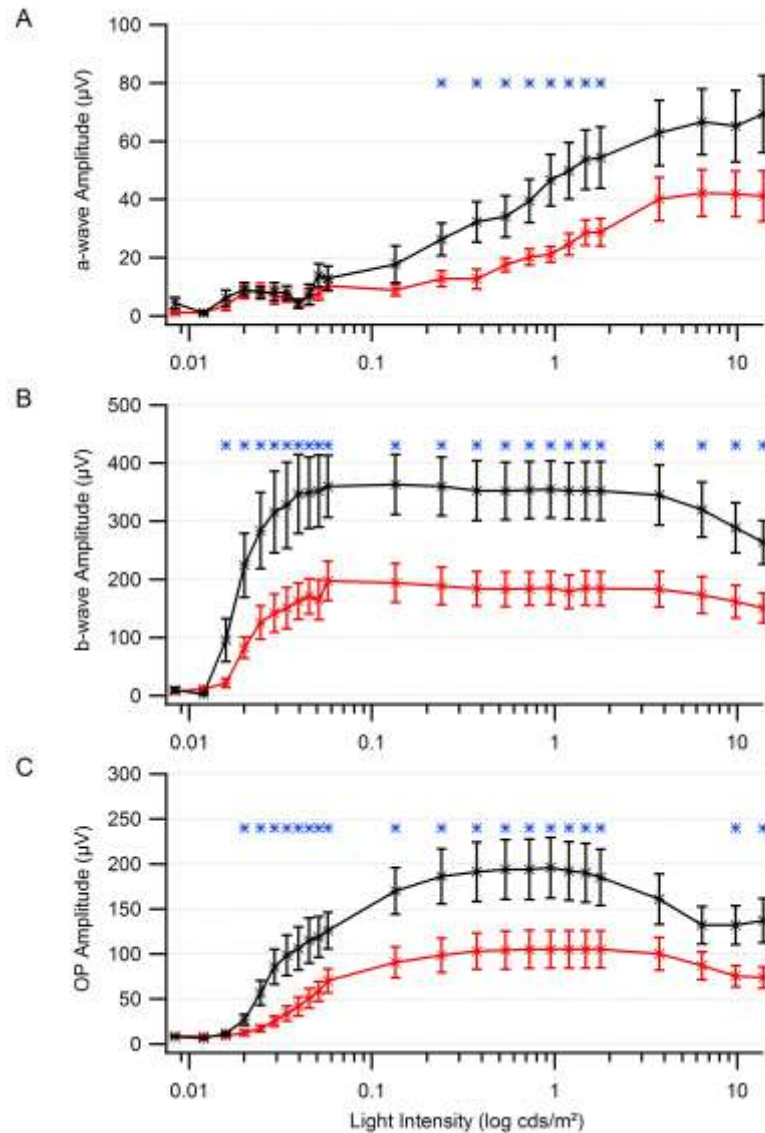 A
100
80
60
40
20
0
a-wave Amplitude (µV)
0.01 0.1 1 10
B
500
400
300
200
100
0
b-wave Amplitude (µV)
0.01 0.1 1 10
C
300
250
200
150
100
50
0
OP Amplitude (µV)
0.01 0.1 1 10
Light Intensity (log cds/m²)